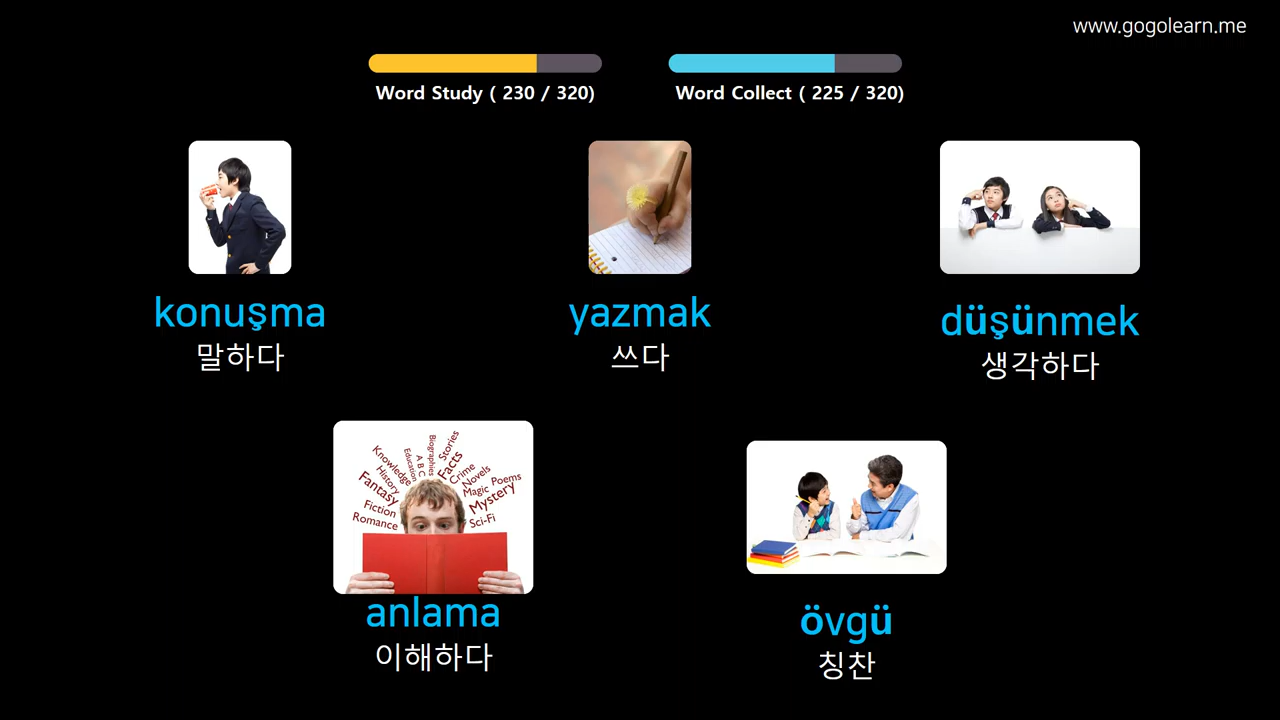 www.gogolearn.me
Word Study ( 230 / 320)
Word Collect ( 225 / 320)
konuşma
말하다
yazmak
쓰다
düşünmek
생각하다
Stories
Biographies
A B C
Education
Knowledge
History
Fantasy
Fiction
Romance
Facts
Crime
Novels
Magic
Poems
Mystery
Sci-Fi
anlama
이해하다
övgü
칭찬